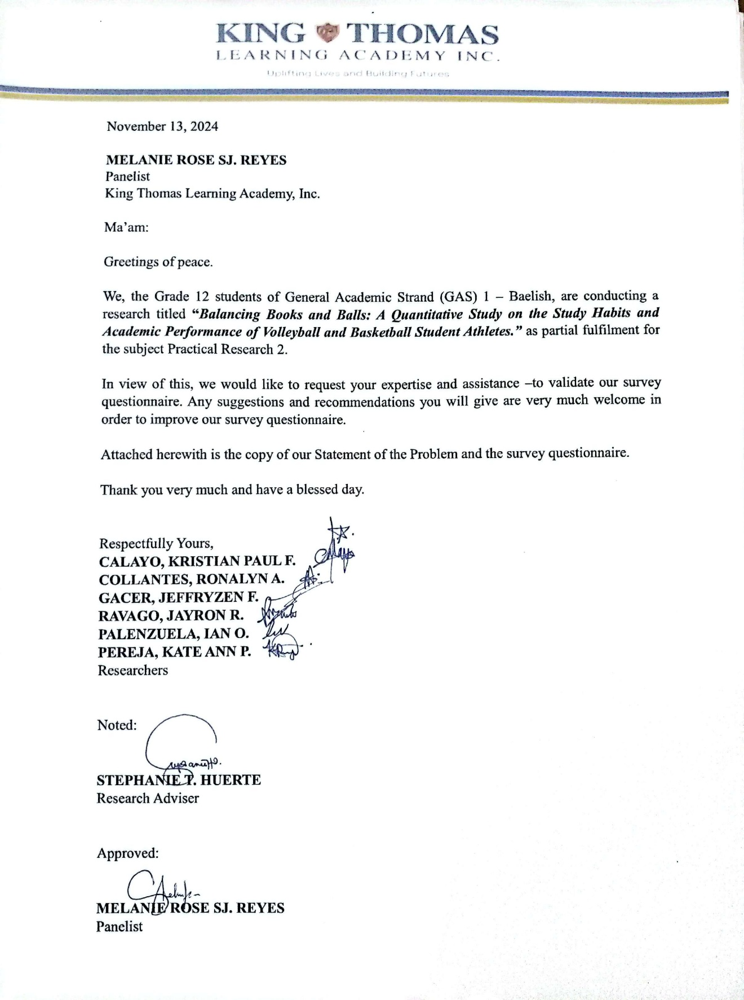 KING THOMAS
LEARNING ACADEMY INC.
Uplifting Lives and Building Futures
November 13, 2024
MELANIE ROSE SJ. REYES
Panelist
King Thomas Learning Academy, Inc.
Ma’am:
Greetings of peace.
We, the Grade 12 students of General Academic Strand (GAS) 1 – Baelish, are conducting a
research titled “Balancing Books and Balls: A Quantitative Study on the Study Habits and
Academic Performance of Volleyball and Basketball Student Athletes.” as partial fulfilment for
the subject Practical Research 2.
In view of this, we would like to request your expertise and assistance –to validate our survey
questionnaire. Any suggestions and recommendations you will give are very much welcome in
order to improve our survey questionnaire.
Attached herewith is the copy of our Statement of the Problem and the survey questionnaire.
Thank you very much and have a blessed day.
Respectfully Yours,
CALAYO, KRISTIAN PAUL F.
COLLANTES, RONALYN A.
GACER, JEFFRYZEN F.
RAVAGO, JAYRON R.
PALENZUELA, IAN O.
PEREJA, KATE ANN P.
Researchers
Noted:
STEPHANIE T. HUERTE
Research Adviser
Approved:
MELANIE ROSE SJ. REYES
Panelist